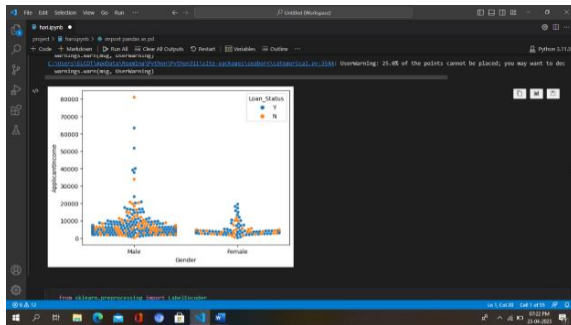 File Edit Selection View Go Run ...
Untitled (Workspace)
hari.ipynb
project > hari.ipynb > import pandas as pd
+ Code + Markdown Run All Clear All Outputs Restart Variables Outline ...
Python 3.11.3
warnings.warn(msg, UserWarning)
UserWarning: 25.0% of the points cannot be placed; you may want to dec
warnings.warn(msg, UserWarning)
Loan_Status
Y
N
80000
70000
60000
50000
40000
30000
20000
10000
0
ApplicantIncome
Male
Female
Gender
from sklearn.preprocessing import LabelEncoder
Ln 1, Col 20
07:22 PM
23-04-2023